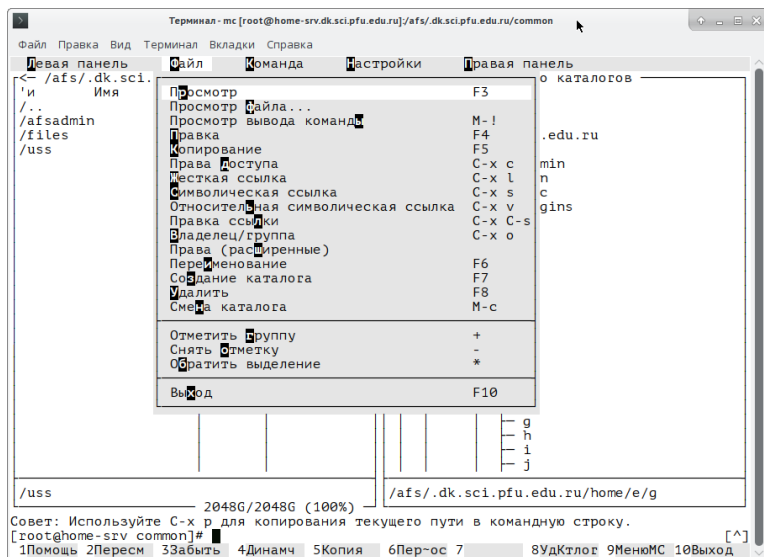 Терминал - mc [root@home-srv.dk.sci.pfu.edu.ru]:/afs/.dk.sci.pfu.edu.ru/common
Файл Правка Вид Терминал Вкладки Справка
Левая панель Файл Команда Настройки Правая панель
<— /afs/.dk.sci. о каталогов
'и Имя
Просмотр F3
/..
Просмотр файла...
/afsadmin
Просмотр вывода команды M-!
/files
Правка F4 .edu.ru
/uss
Копирование F5
Права доступа C-x c min
Жесткая ссылка C-x l n
Символическая ссылка C-x s c
Относительная символическая ссылка C-x v gins
Правка ссылки C-x C-s
Владелец/группа C-x o
Права (расширенные)
Переименование F6
Создание каталога F7
Удалить F8
Смена каталога M-c
Отметить группу +
Снять отметку -
Обратить выделение *
Выход F10
g
h
i
j
/uss /afs/.dk.sci.pfu.edu.ru/home/e/g
2048G/2048G (100%)
Совет: Используйте C-x p для копирования текущего пути в командную строку.
[root@home-srv common]# [^]
1Помощь 2Пересм 3Забыть 4Динамч 5Копия 6Пер~ос 7 8УдКтлог 9МенюMC 10Выход